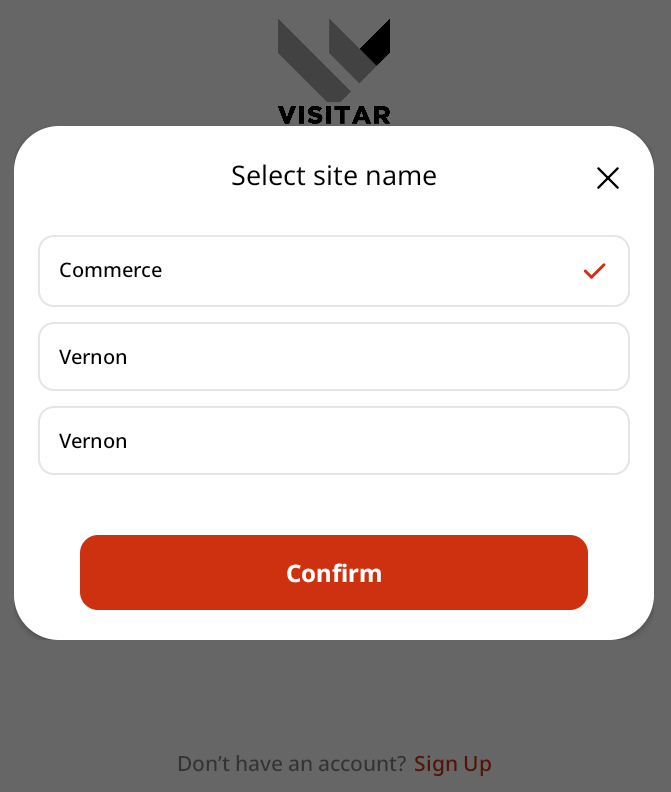 VISITAR
Select site name
Commerce
Vernon
Vernon
Confirm
Don’t have an account? Sign Up